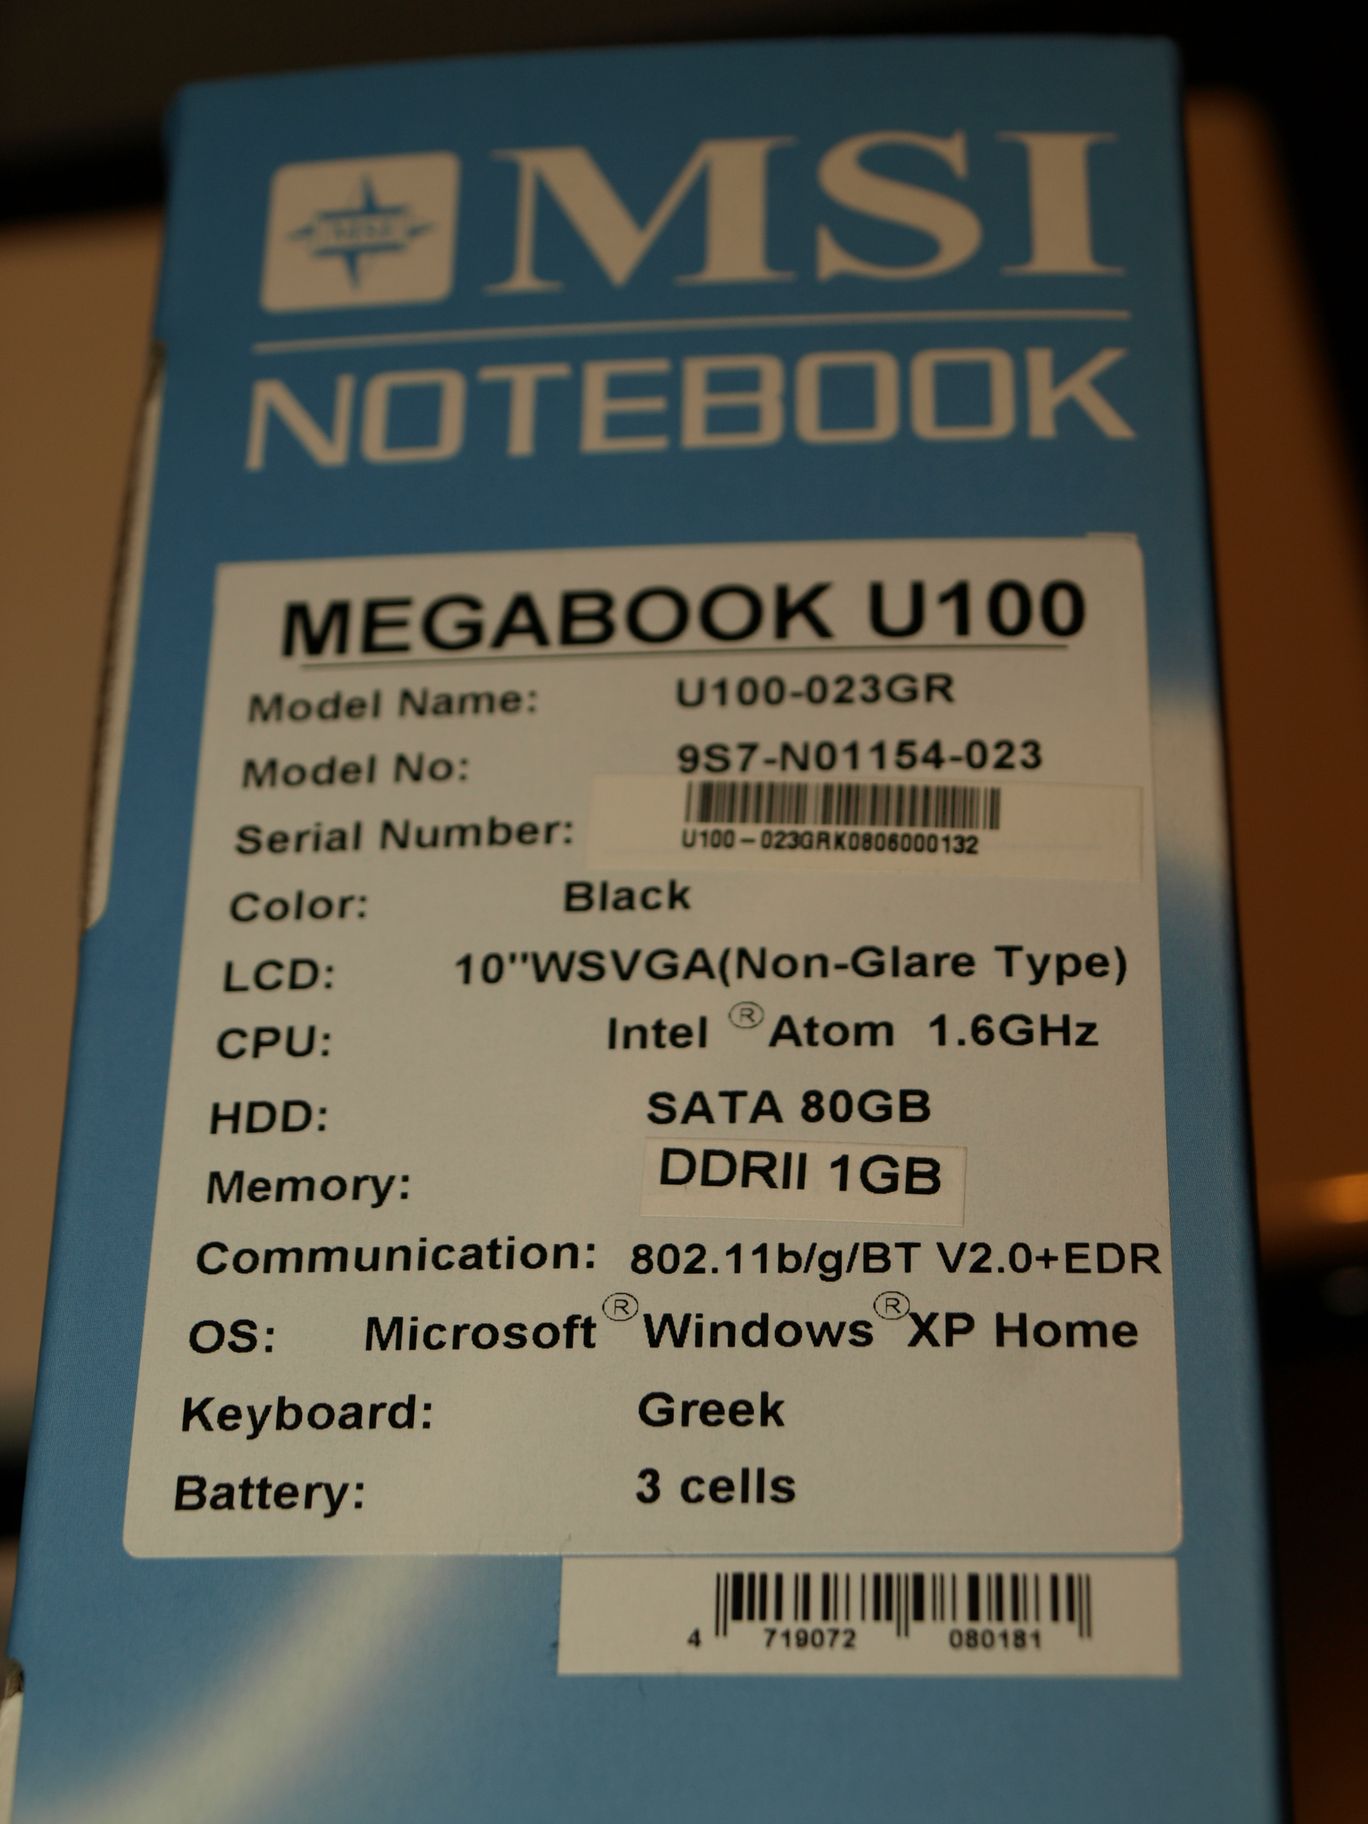 MSI
NOTEBOOK
MEGABOOK U100
Model Name: U100-023GR
Model No: 9S7-N01154-023
Serial Number: U100-023GRK0806000132
Color: Black
LCD: 10"WSVGA(Non-Glare Type)
CPU: Intel ®Atom 1.6GHz
HDD: SATA 80GB
Memory: DDRII 1GB
Communication: 802.11b/g/BT V2.0+EDR
OS: Microsoft®Windows®XP Home
Keyboard: Greek
Battery: 3 cells
4 719072 080181